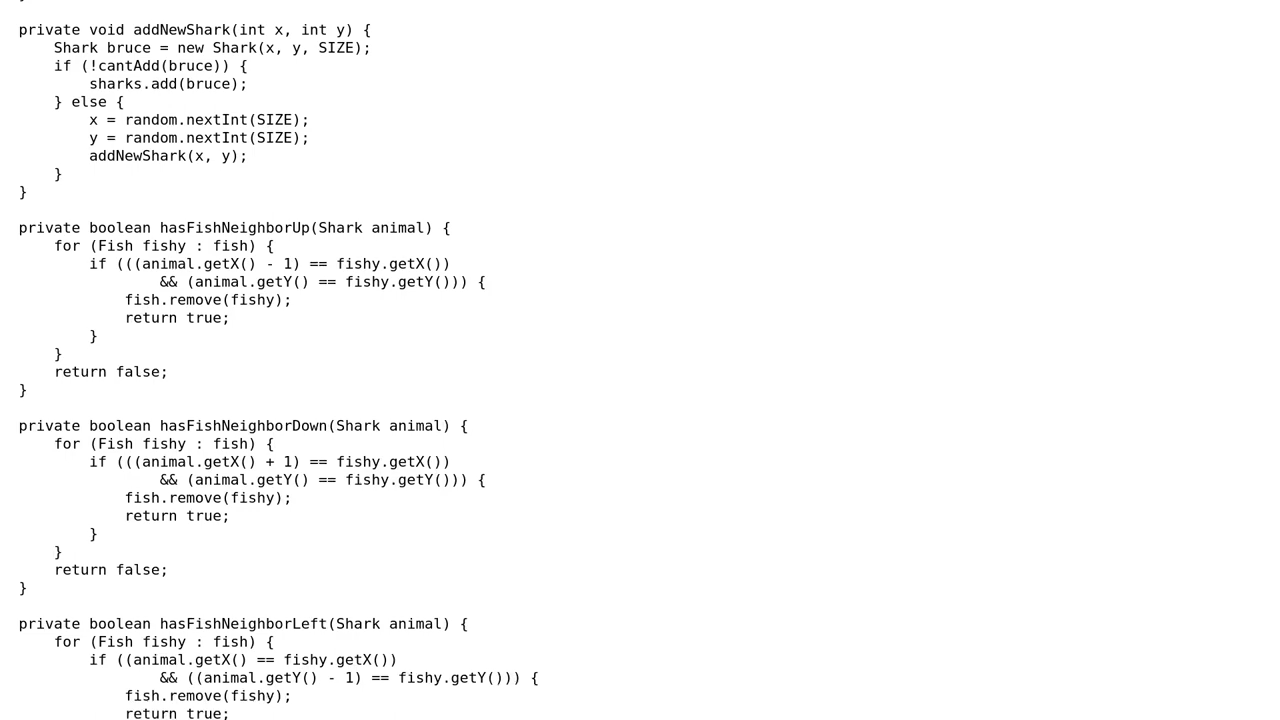 private void addNewShark(int x, int y) {
    Shark bruce = new Shark(x, y, SIZE);
    if (!cantAdd(bruce)) {
        sharks.add(bruce);
    } else {
        x = random.nextInt(SIZE);
        y = random.nextInt(SIZE);
        addNewShark(x, y);
    }
}

private boolean hasFishNeighborUp(Shark animal) {
    for (Fish fishy : fish) {
        if (((animal.getX() - 1) == fishy.getX())
                && (animal.getY() == fishy.getY())) {
            fish.remove(fishy);
            return true;
        }
    }
    return false;
}

private boolean hasFishNeighborDown(Shark animal) {
    for (Fish fishy : fish) {
        if (((animal.getX() + 1) == fishy.getX())
                && (animal.getY() == fishy.getY())) {
            fish.remove(fishy);
            return true;
        }
    }
    return false;
}

private boolean hasFishNeighborLeft(Shark animal) {
    for (Fish fishy : fish) {
        if ((animal.getX() == fishy.getX())
                && ((animal.getY() - 1) == fishy.getY())) {
            fish.remove(fishy);
            return true;